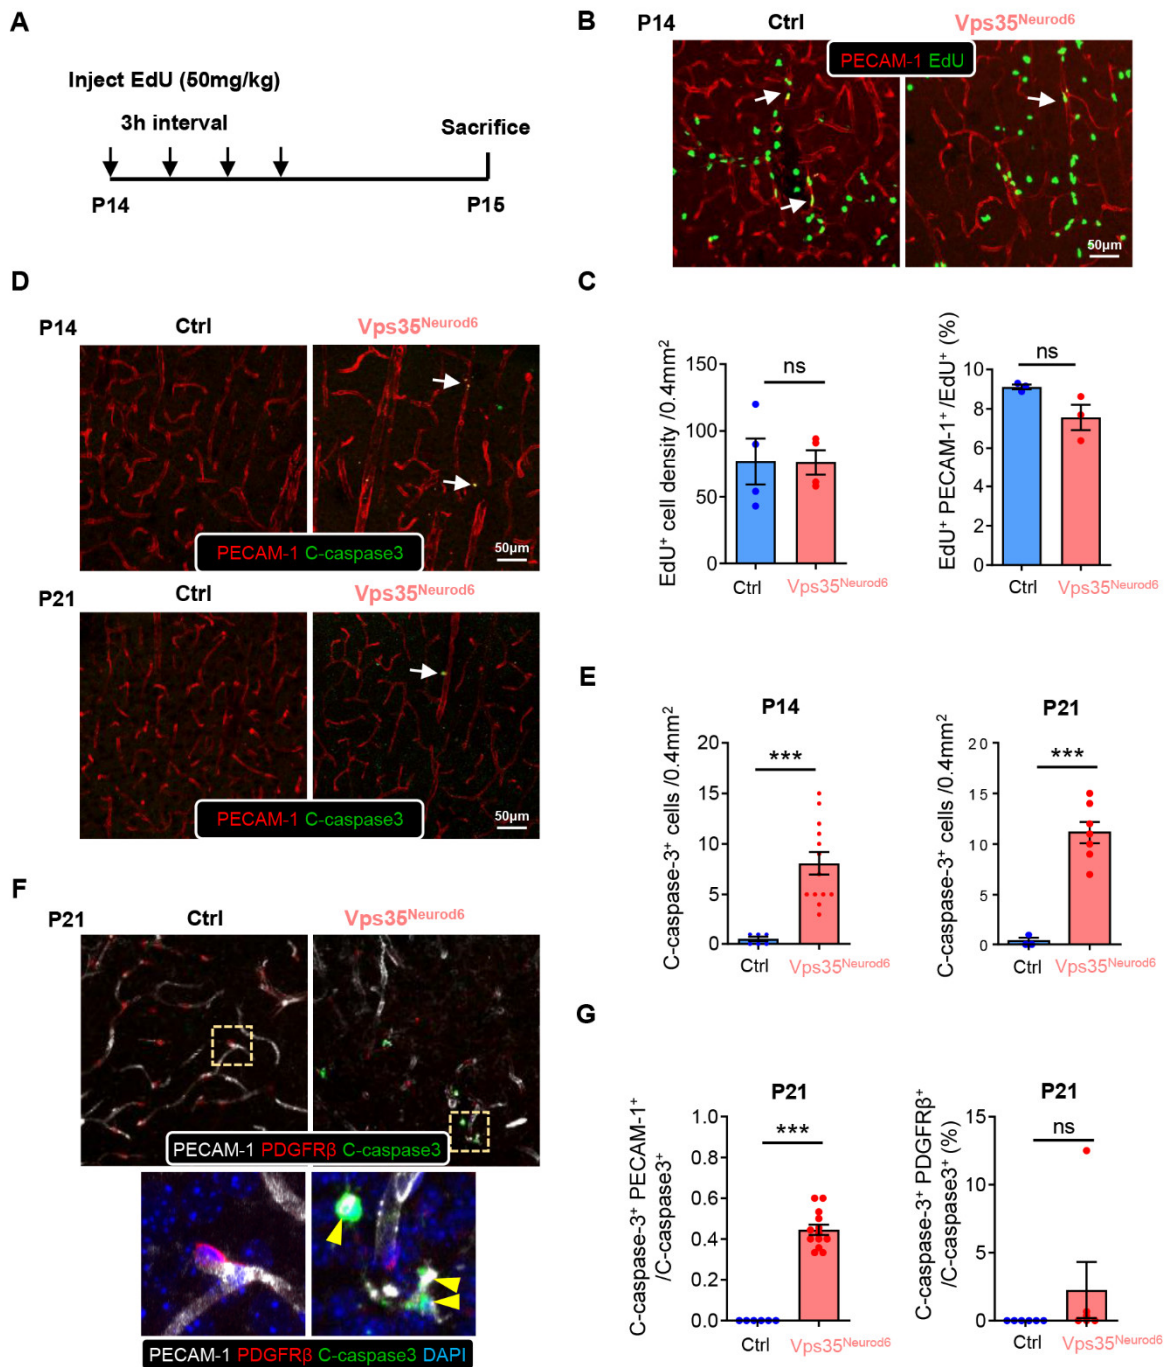 A
Inject EdU (50mg/kg)
3h interval
Sacrifice
P14
P15
B
P14
Ctrl
Vps35Neurod6
PECAM-1 EdU
50µm
C
EdU+ cell density /0.4mm2
150
100
50
0
ns
Ctrl
Vps35Neurod6
EdU+ PECAM-1+ /EdU+ (%)
10
8
6
4
2
0
ns
Ctrl
Vps35Neurod6
D
P14
Ctrl
Vps35Neurod6
PECAM-1 C-caspase3
50µm
P21
Ctrl
Vps35Neurod6
PECAM-1 C-caspase3
50µm
E
P14
C-caspase-3+ cells /0.4mm2
20
15
10
5
0
***
Ctrl
Vps35Neurod6
P21
C-caspase-3+ cells /0.4mm2
20
15
10
5
0
***
Ctrl
Vps35Neurod6
F
P21
Ctrl
Vps35Neurod6
PECAM-1 PDGFRβ C-caspase3
PECAM-1 PDGFRβ C-caspase3 DAPI
G
P21
C-caspase-3+ PECAM-1+
/C-caspase3+
1.0
0.8
0.6
0.4
0.2
0.0
***
Ctrl
Vps35Neurod6
P21
C-caspase-3+ PDGFRβ+
/C-caspase3+ (%)
15
10
5
0
ns
Ctrl
Vps35Neurod6